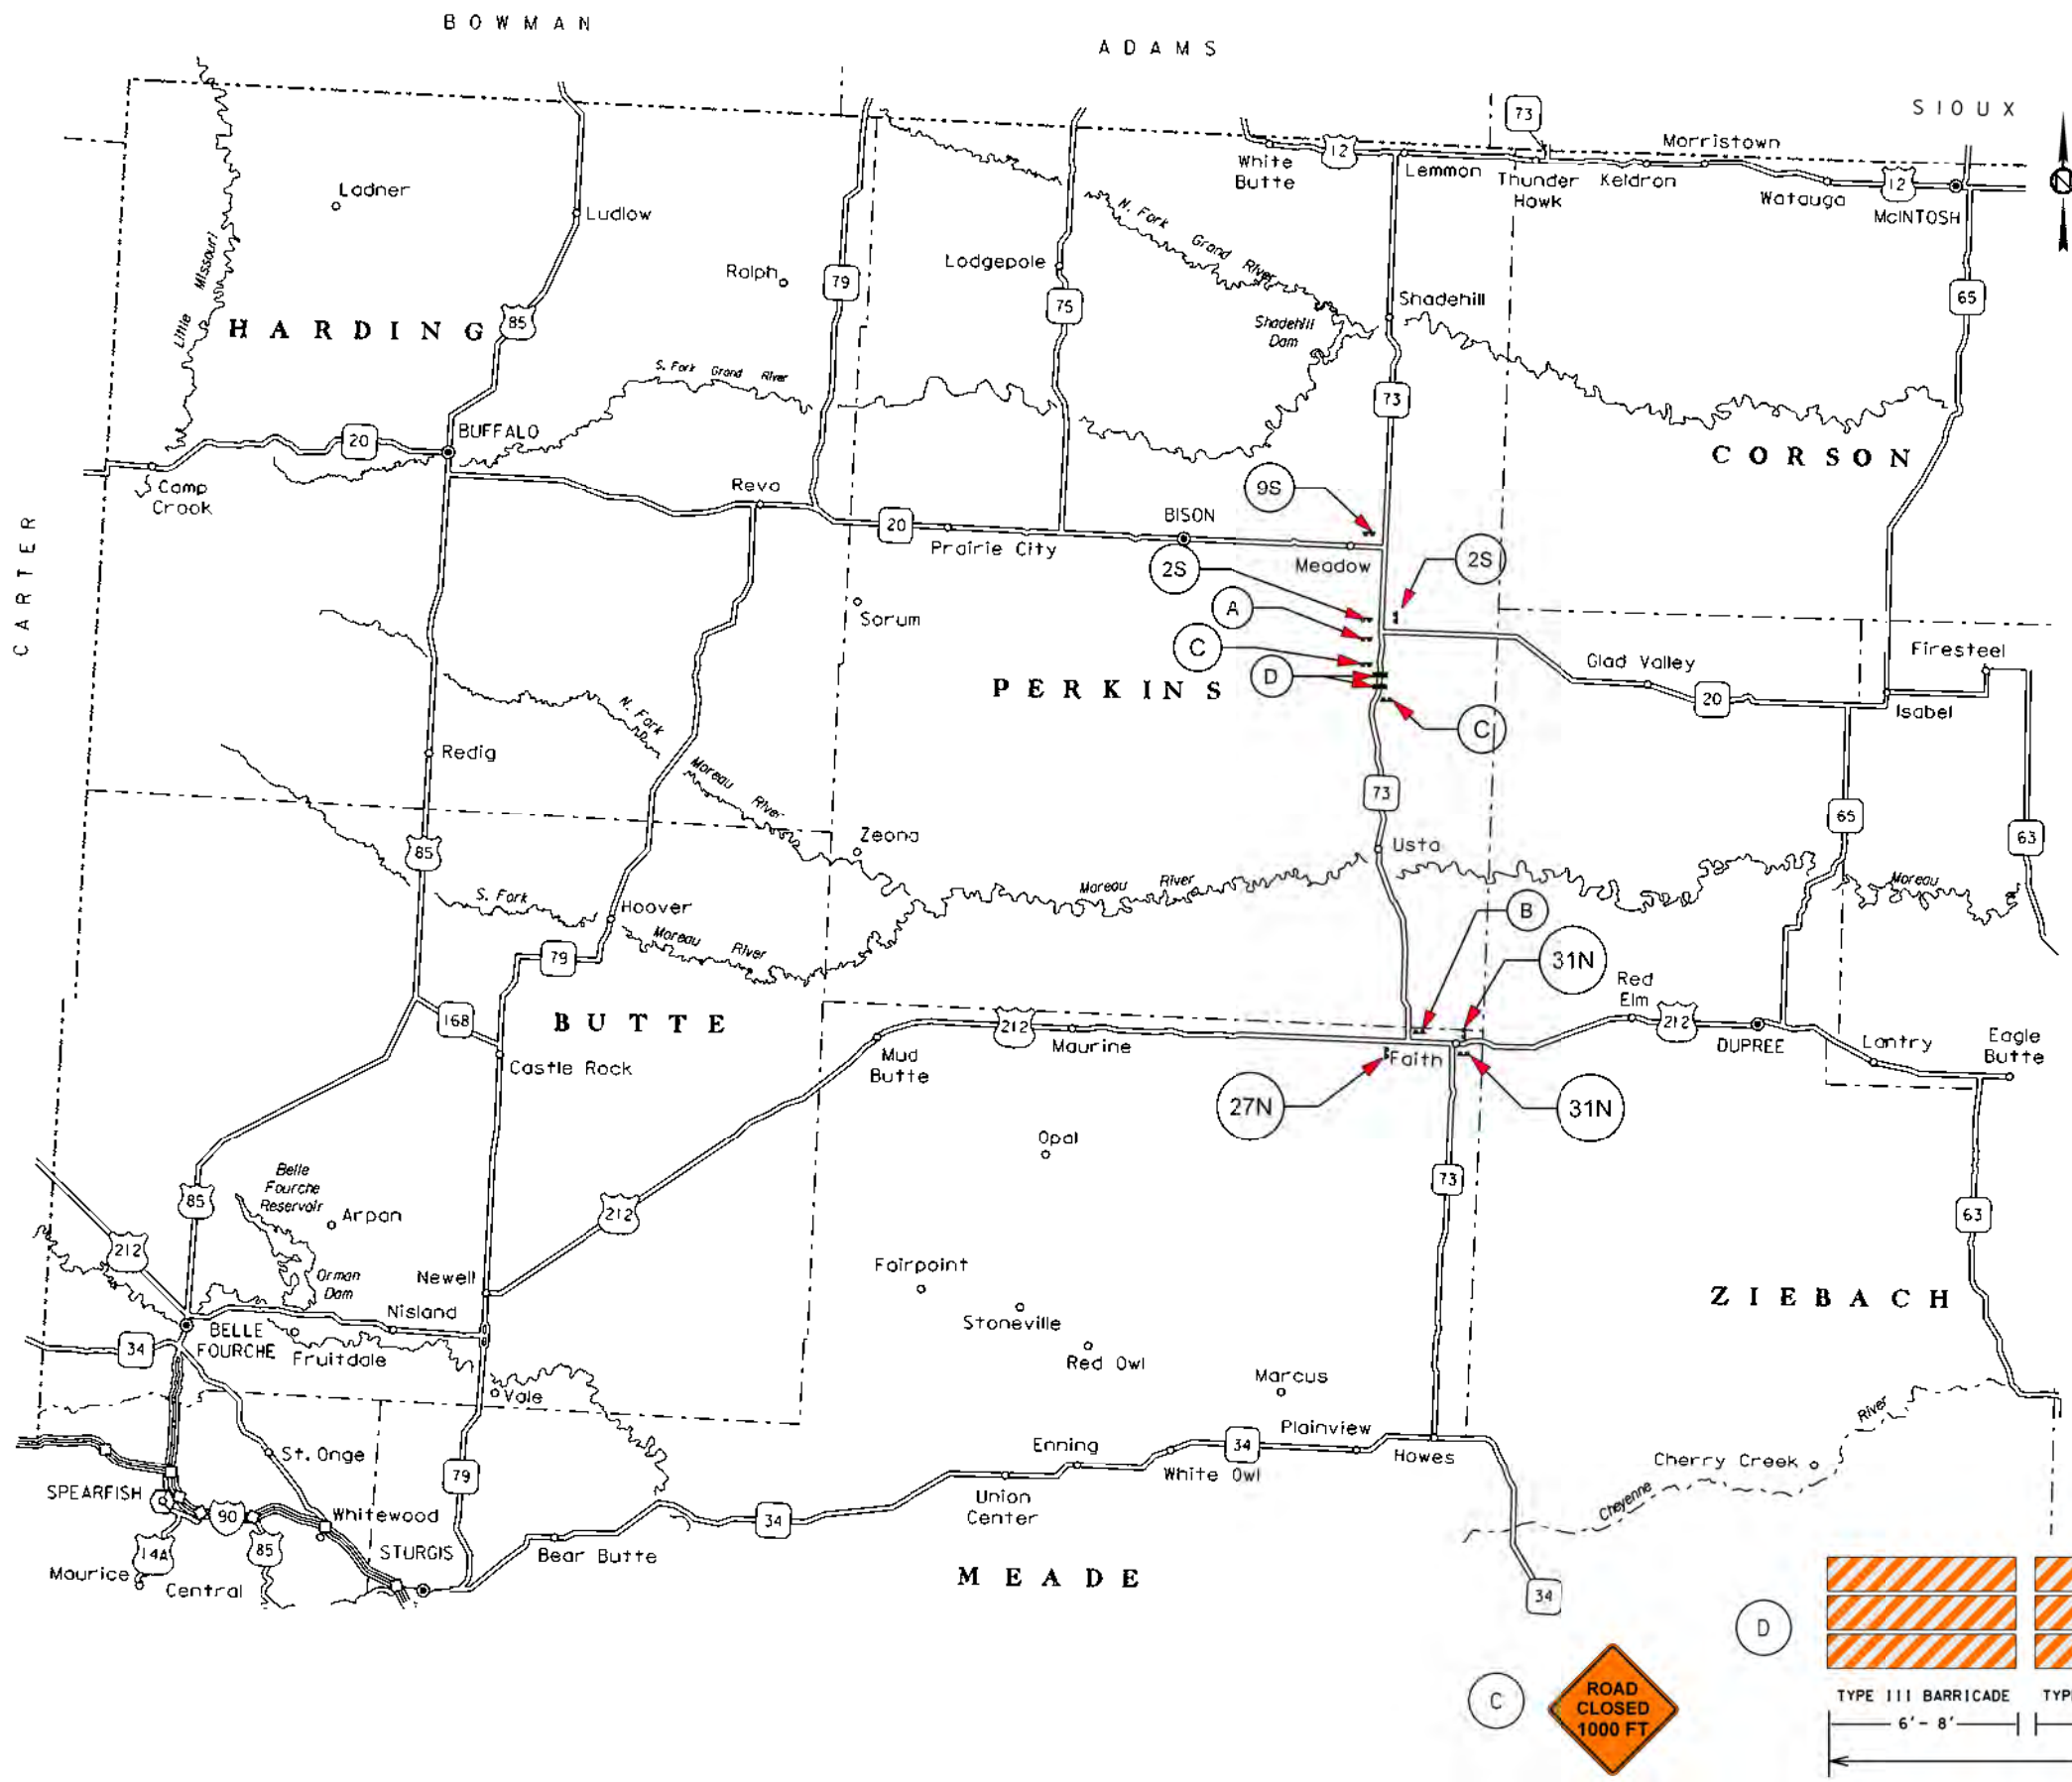 BOWMAN
ADAMS
SIOUX
73
Morristown
12
White
Butte
Lemmon
Thunder
Hawk
Keldron
Watauga
12
McINTOSH
Ladner
Ludlow
Little Missouri
N. Fork Grand River
Ralph
79
Lodgepole
75
Shadehill
Shadehill
Dam
65
HARDING
85
S. Fork Grand River
73
20
BUFFALO
CORSON
Camp
Crook
Reva
9S
20
Prairie City
BISON
Meadow
2S
2S
CARTER
Sorum
A
C
D
Glad Valley
Firesteel
PERKINS
20
Isabel
C
N. Fork
Moreau River
Redig
73
65
63
85
Zeona
Usta
Moreau River
Moreau
S. Fork
Hoover
Moreau River
B
31N
79
Red
Elm
168
BUTTE
212
Maurine
212
DUPREE
Lantry
Eagle
Butte
Castle Rock
Mud
Butte
Faith
27N
31N
Opal
73
Belle
Fourche
Reservoir
Arpan
85
212
63
212
Orman
Dam
Newell
Fairpoint
Nisland
Stoneville
ZIEBACH
34
BELLE
FOURCHE
Fruitdale
Red Owl
Marcus
Vale
River
St. Onge
Enning
34
Plainview
White Owl
Howes
Cherry Creek
SPEARFISH
79
Union
Center
Cheyenne
90
Whitewood
34
14A
85
STURGIS
Bear Butte
Maurice
Central
MEADE
34
D
TYPE III BARRICADE
6'- 8'
C
ROAD
CLOSED
1000 FT